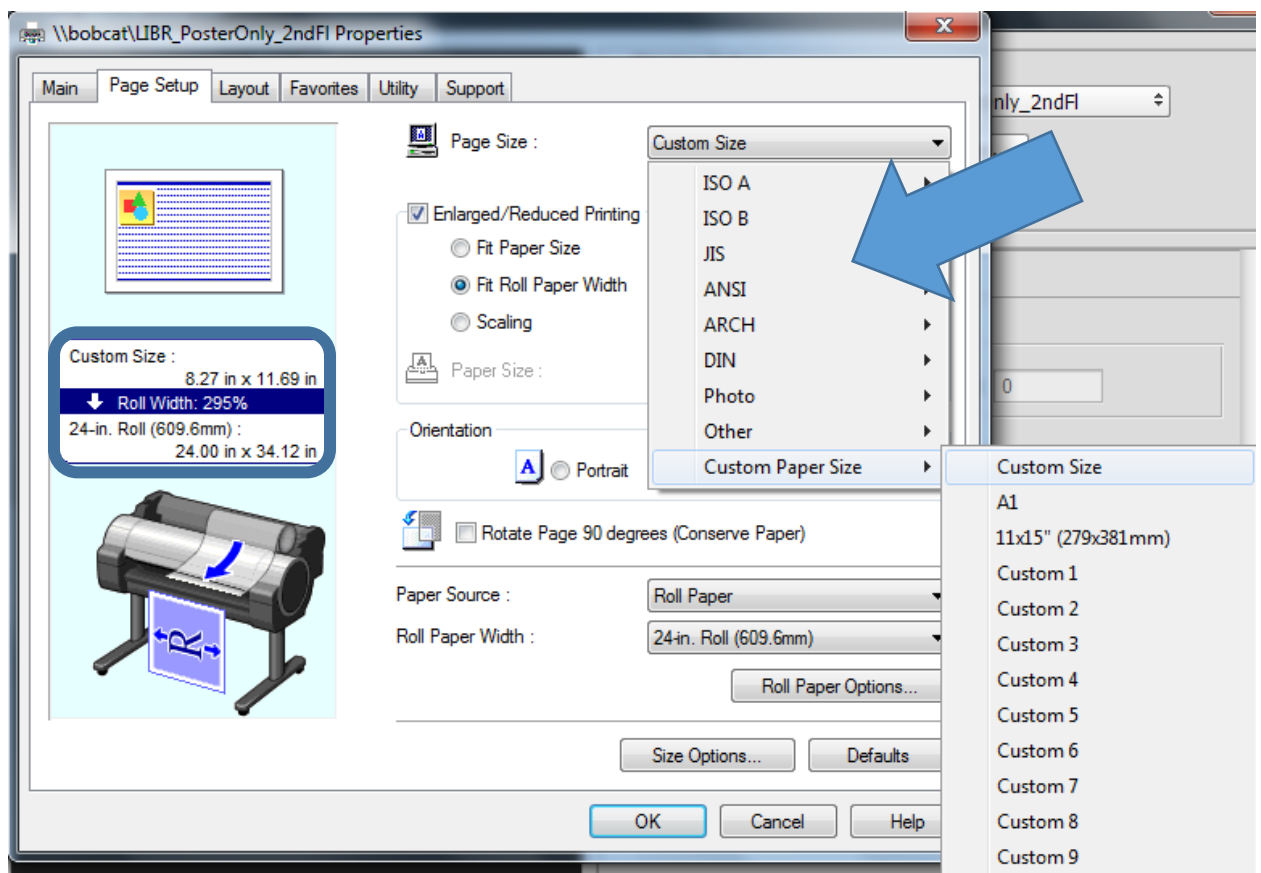 \\bobcat\LIBR_PosterOnly_2ndFl Properties
Main Page Setup Layout Favorites Utility Support
nly_2ndFl
Page Size : Custom Size
ISO A
Enlarged/Reduced Printing ISO B
Fit Paper Size JIS
Fit Roll Paper Width ANSI
Scaling ARCH
Custom Size :
8.27 in x 11.69 in
Roll Width: 295%
24-in. Roll (609.6mm) :
24.00 in x 34.12 in
Paper Size : DIN
Photo
0
Orientation Other
A Portrait Custom Paper Size
Custom Size
A1
11x15" (279x381mm)
Custom 1
Custom 2
Custom 3
Custom 4
Custom 5
Custom 6
Custom 7
Custom 8
Custom 9
Rotate Page 90 degrees (Conserve Paper)
Paper Source : Roll Paper
Roll Paper Width : 24-in. Roll (609.6mm)
R
Roll Paper Options...
Size Options... Defaults
OK Cancel Help